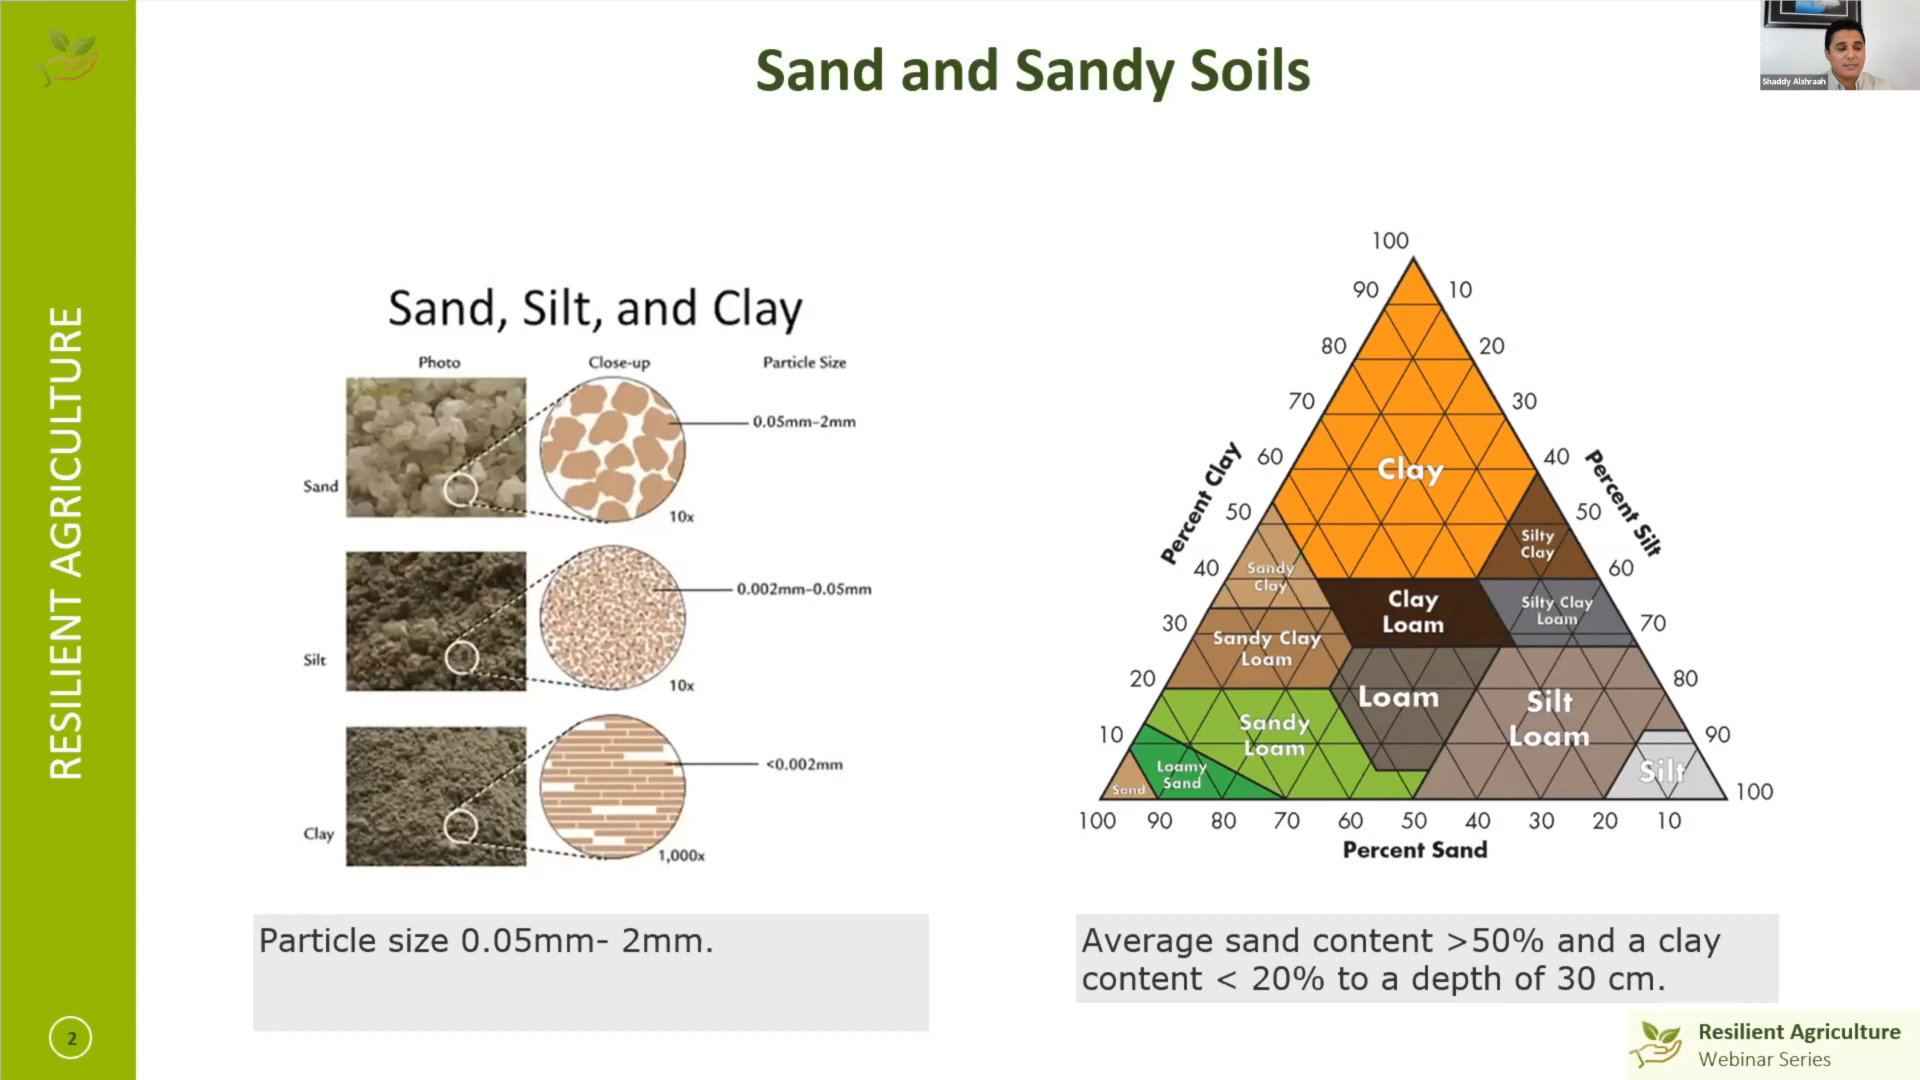 Sand and Sandy Soils
Shaddy Alshraah
RESILIENT AGRICULTURE
Sand, Silt, and Clay
Photo
Close-up
Particle Size
Sand
10x
0.05mm–2mm
Silt
10x
0.002mm–0.05mm
Clay
1,000x
<0.002mm
Particle size 0.05mm- 2mm.
100
90
80
70
60
50
40
30
20
10
Percent Clay
10
20
30
40
50
60
70
80
90
100
Percent Silt
Clay
Silty
Clay
Sandy
Clay
Clay
Loam
Silty Clay
Loam
Sandy Clay
Loam
Loam
Silt
Loam
Sandy
Loam
Loamy
Sand
Sand
Silt
100 90 80 70 60 50 40 30 20 10
Percent Sand
Average sand content >50% and a clay
content < 20% to a depth of 30 cm.
2
Resilient Agriculture
Webinar Series